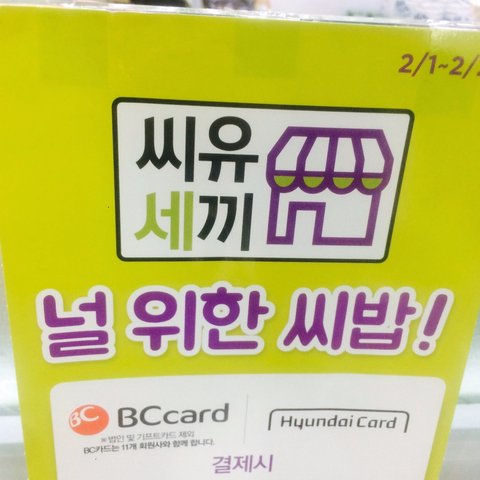 2/1~2/2
씨유
세끼
널 위한 씨밥!
BC BCcard
Hyundai Card
※법인 및 기프트카드 제외
BC카드는 11개 회원사와 함께 합니다.
결제시